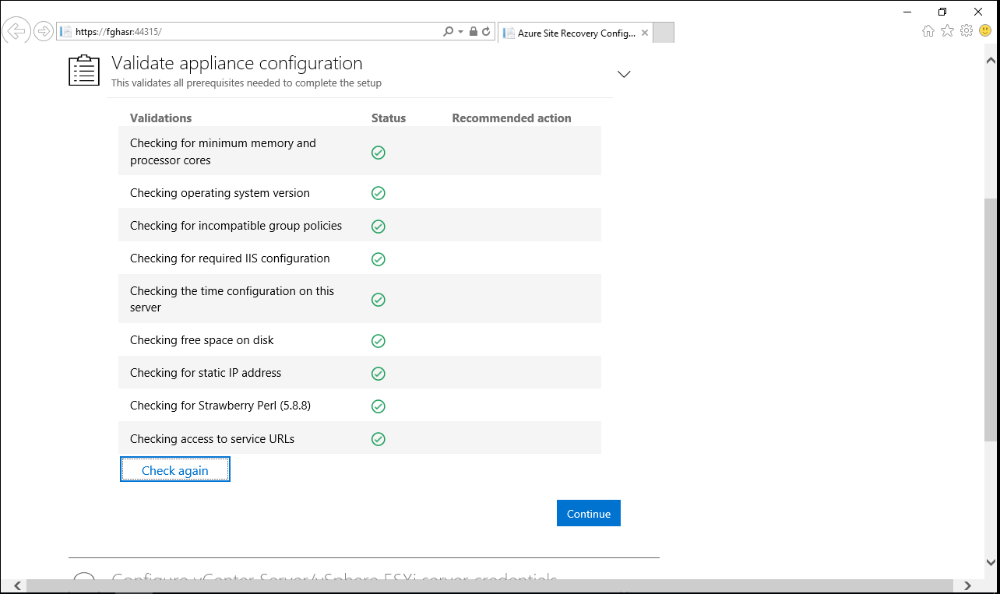 https://fghasr:44315/
Azure Site Recovery Config...
Validate appliance configuration
This validates all prerequisites needed to complete the setup
Validations Status Recommended action
Checking for minimum memory and
processor cores
Checking operating system version
Checking for incompatible group policies
Checking for required IIS configuration
Checking the time configuration on this
server
Checking free space on disk
Checking for static IP address
Checking for Strawberry Perl (5.8.8)
Checking access to service URLs
Check again
Continue
Configure vCenter Server/vSphere ESXi server credentials